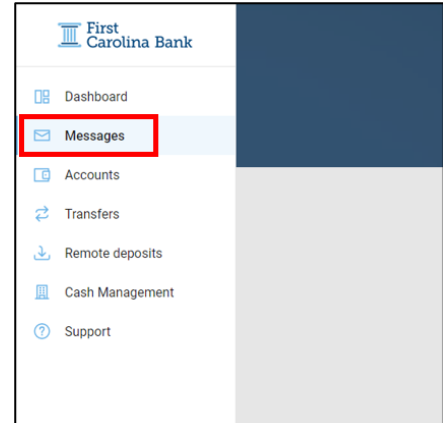 First
Carolina Bank
Dashboard
Messages
Accounts
Transfers
Remote deposits
Cash Management
Support